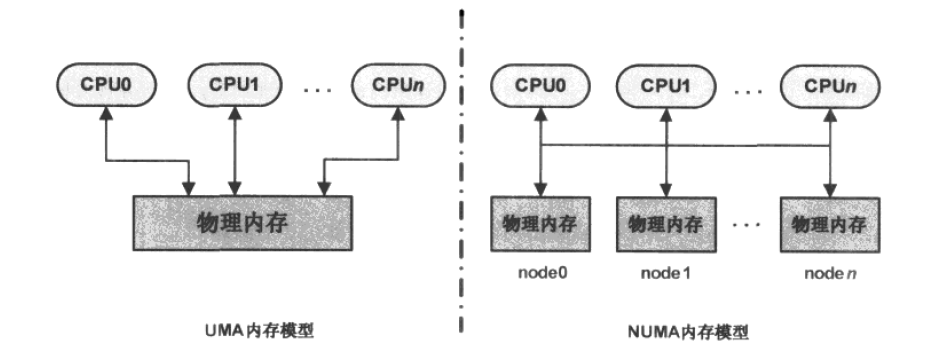 CPU0 CPU1 ... CPUn
物理内存
UMA内存模型
CPU0 CPU1 ... CPUn
物理内存 物理内存 ... 物理内存
node0 node1 node n
NUMA内存模型